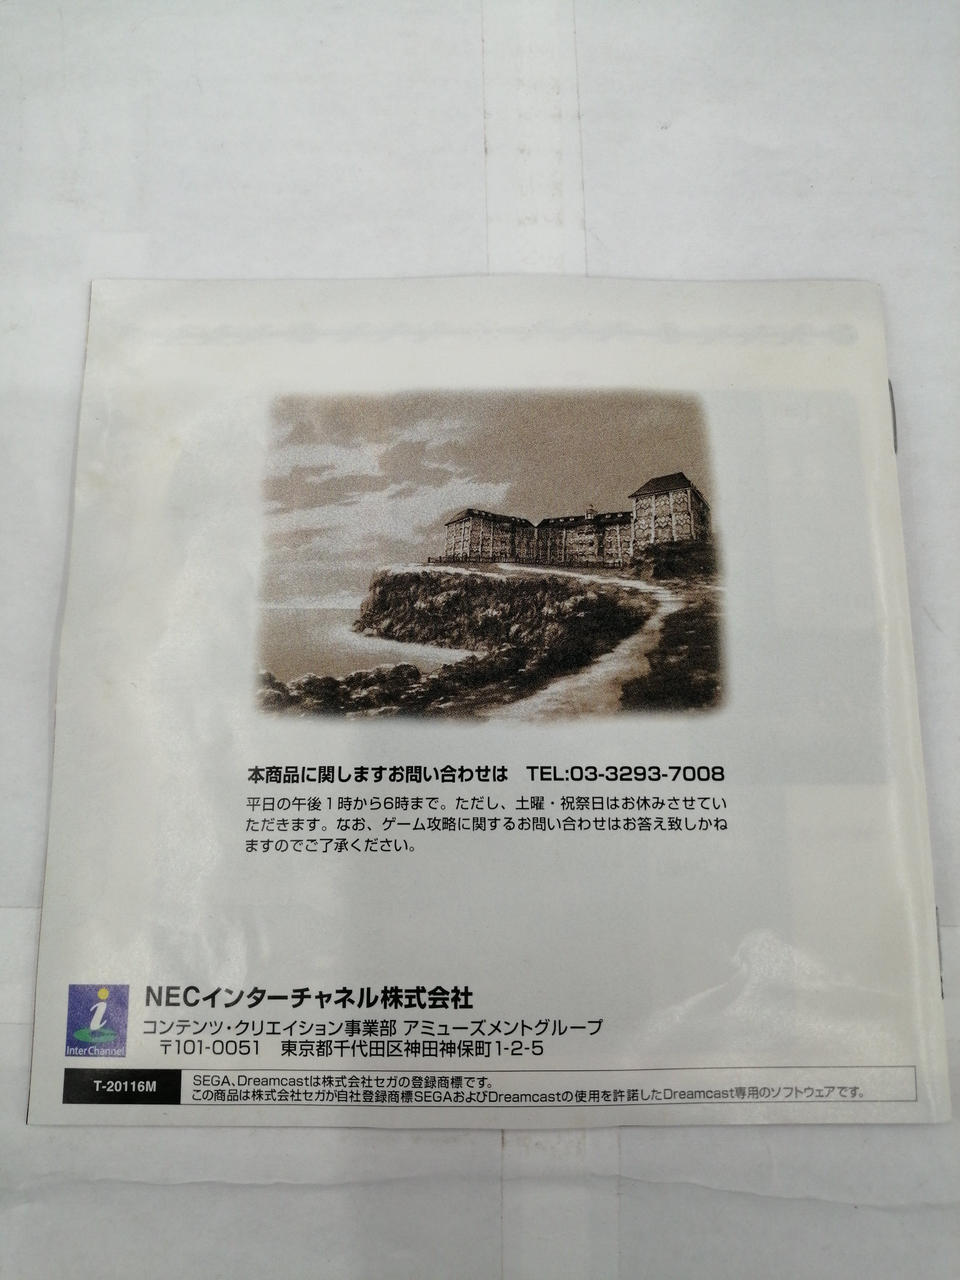 本商品に関しますお問い合わせは TEL:03-3293-7008
平日の午後1時から6時まで。ただし、土曜・祝祭日はお休みさせてい
ただきます。なお、ゲーム攻略に関するお問い合わせはお答え致しかね
ますのでご了承ください。
i
InterChannel
NECインターチャネル株式会社
コンテンツ・クリエイション事業部 アミューズメントグループ
〒101-0051 東京都千代田区神田神保町1-2-5
T-20116M
SEGA、Dreamcastは株式会社セガの登録商標です。
この商品は株式会社セガが自社登録商標SEGAおよびDreamcastの使用を許諾したDreamcast専用のソフトウェアです。